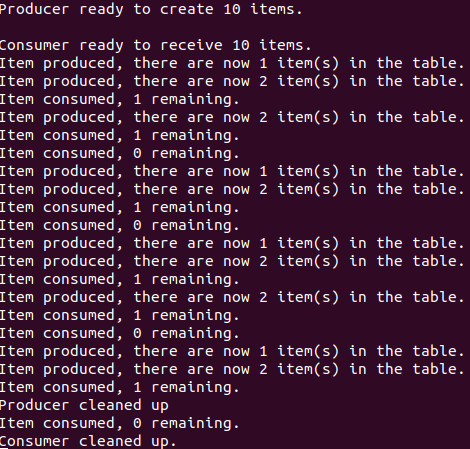 Producer ready to create 10 items.

Consumer ready to receive 10 items.
Item produced, there are now 1 item(s) in the table.
Item produced, there are now 2 item(s) in the table.
Item consumed, 1 remaining.
Item produced, there are now 2 item(s) in the table.
Item consumed, 1 remaining.
Item consumed, 0 remaining.
Item produced, there are now 1 item(s) in the table.
Item produced, there are now 2 item(s) in the table.
Item consumed, 1 remaining.
Item consumed, 0 remaining.
Item produced, there are now 1 item(s) in the table.
Item produced, there are now 2 item(s) in the table.
Item consumed, 1 remaining.
Item produced, there are now 2 item(s) in the table.
Item consumed, 1 remaining.
Item consumed, 0 remaining.
Item produced, there are now 1 item(s) in the table.
Item produced, there are now 2 item(s) in the table.
Item consumed, 1 remaining.
Producer cleaned up
Item consumed, 0 remaining.
Consumer cleaned up.